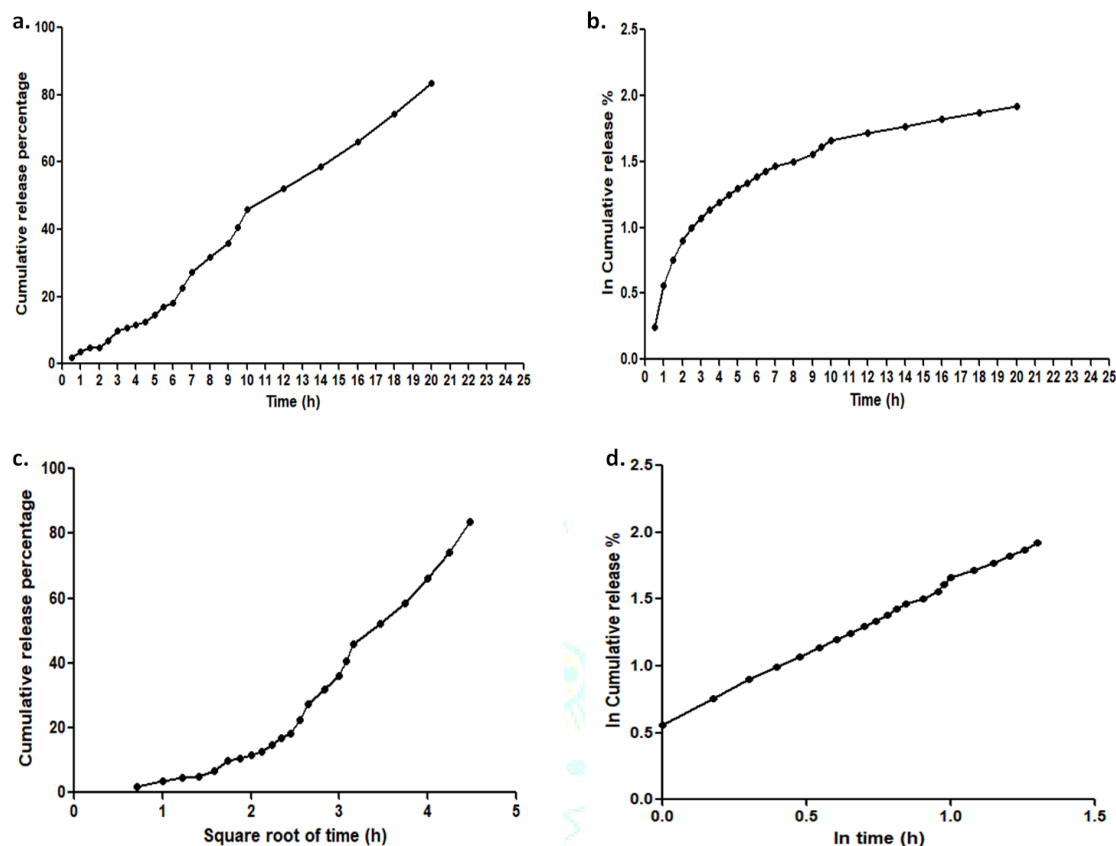 a.
Cumulative release percentage
100
80
60
40
20
0
0 1 2 3 4 5 6 7 8 9 10 11 12 13 14 15 16 17 18 19 20 21 22 23 24 25
Time (h)
b.
ln Cumulative release %
2.5
2.0
1.5
1.0
0.5
0.0
0 1 2 3 4 5 6 7 8 9 10 11 12 13 14 15 16 17 18 19 20 21 22 23 24 25
Time (h)
c.
Cumulative release percentage
100
80
60
40
20
0
0 1 2 3 4 5
Square root of time (h)
d.
ln Cumulative release %
2.5
2.0
1.5
1.0
0.5
0.0
0.0 0.5 1.0 1.5
ln time (h)